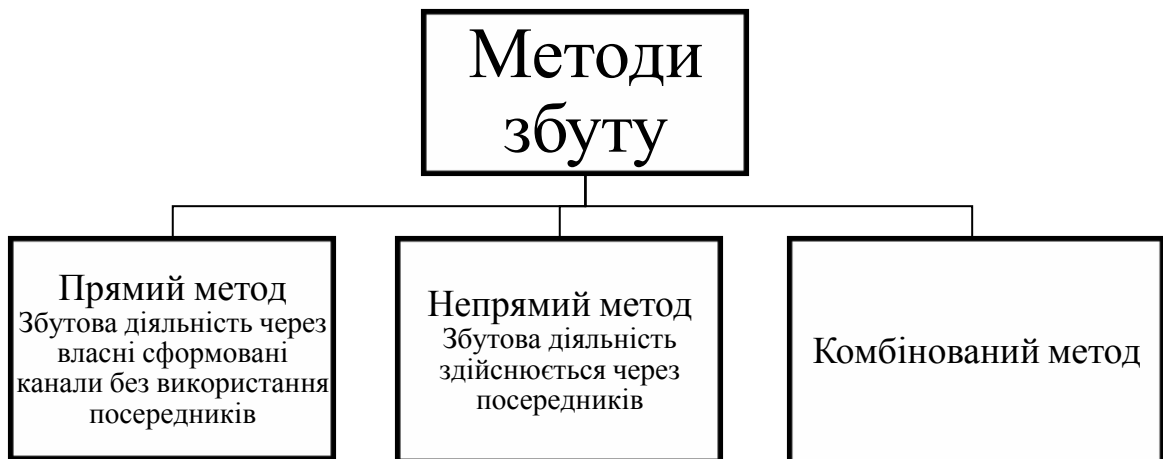 Методи
збуту
Прямий метод
Збутова діяльність через
власні сформовані
канали без використання
посередників
Непрямий метод
Збутова діяльність
здійснюється через
посередників
Комбінований метод